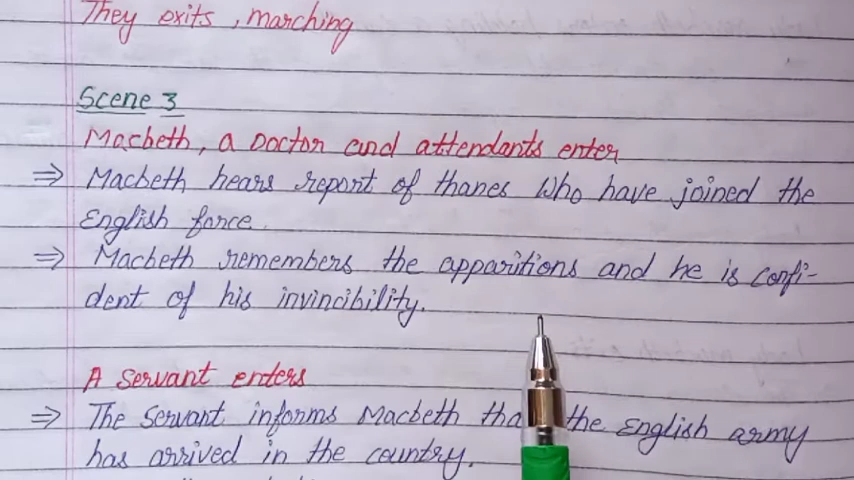 They exits, marching
Scene 3
Macbeth, a Doctor and attendants enter
⇒ Macbeth hears report of thanes who have joined the
English force.
⇒ Macbeth remembers the apparitions and he is confi-
dent of his invincibility.
A Servant enters
⇒ The Servant informs Macbeth tha the English army
has arrived in the country.